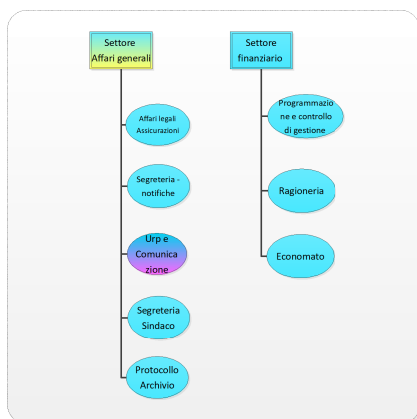 Settore
Affari generali
Affari legali
Assicurazioni
Segreteria -
notifiche
Urp e
Comunica
zione
Segreteria
Sindaco
Protocollo
Archivio
Settore
finanziario
Programmazio
ne e controllo
di gestione
Ragioneria
Economato